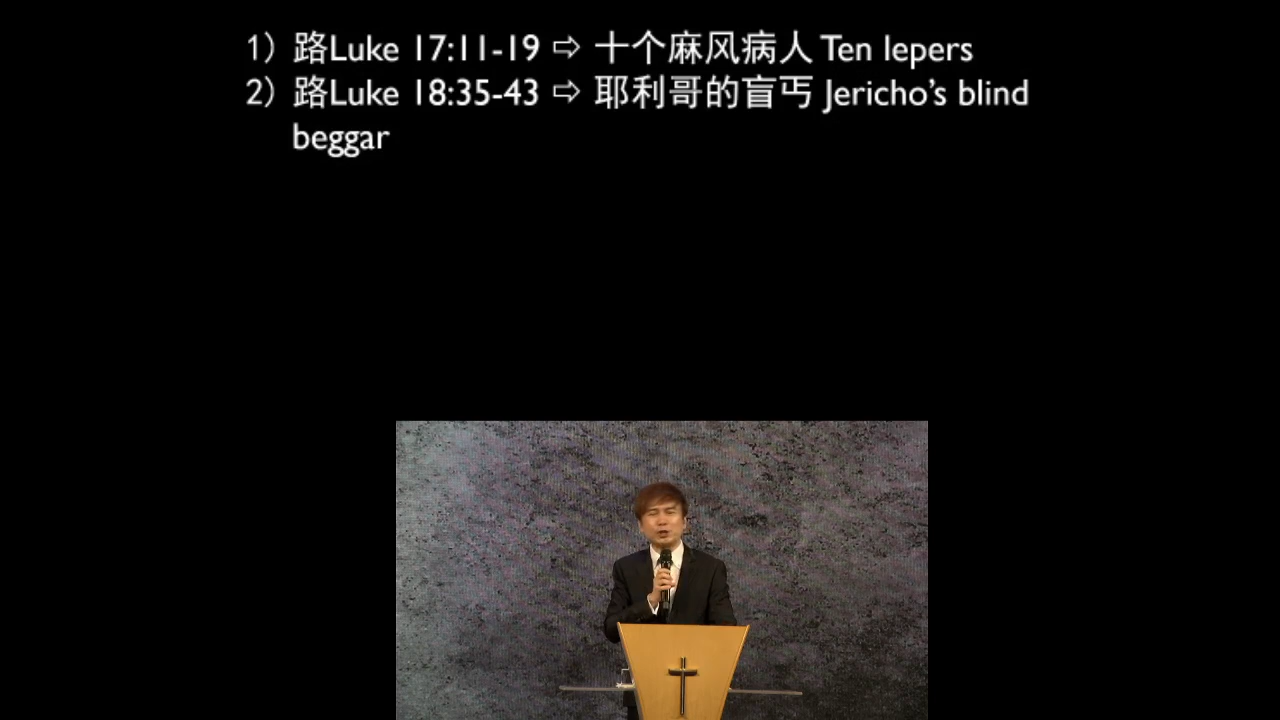 1) 路Luke 17:11-19 ⇨ 十个麻风病人 Ten lepers
2) 路Luke 18:35-43 ⇨ 耶利哥的盲丐 Jericho’s blind
beggar